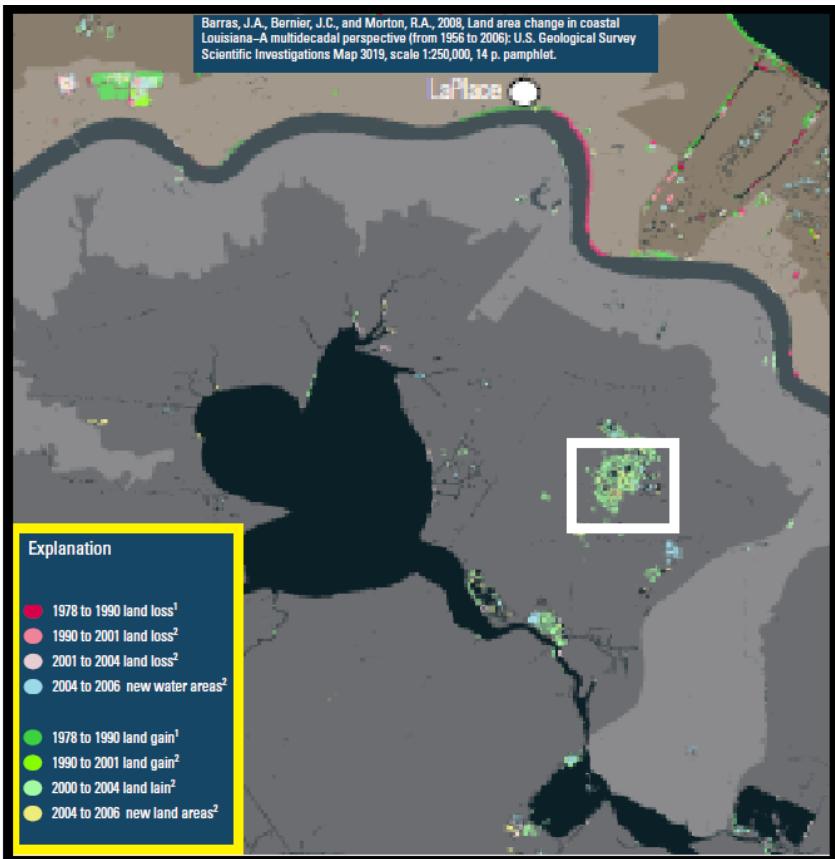 Barras, J.A., Bernier, J.C., and Morton, R.A., 2008, Land area change in coastal
Louisiana–A multidecadal perspective (from 1956 to 2006): U.S. Geological Survey
Scientific Investigations Map 3019, scale 1:250,000, 14 p. pamphlet.
LaPlace
Explanation
1978 to 1990 land loss¹
1990 to 2001 land loss²
2001 to 2004 land loss²
2004 to 2006 new water areas²
1978 to 1990 land gain¹
1990 to 2001 land gain²
2000 to 2004 land lain²
2004 to 2006 new land areas²